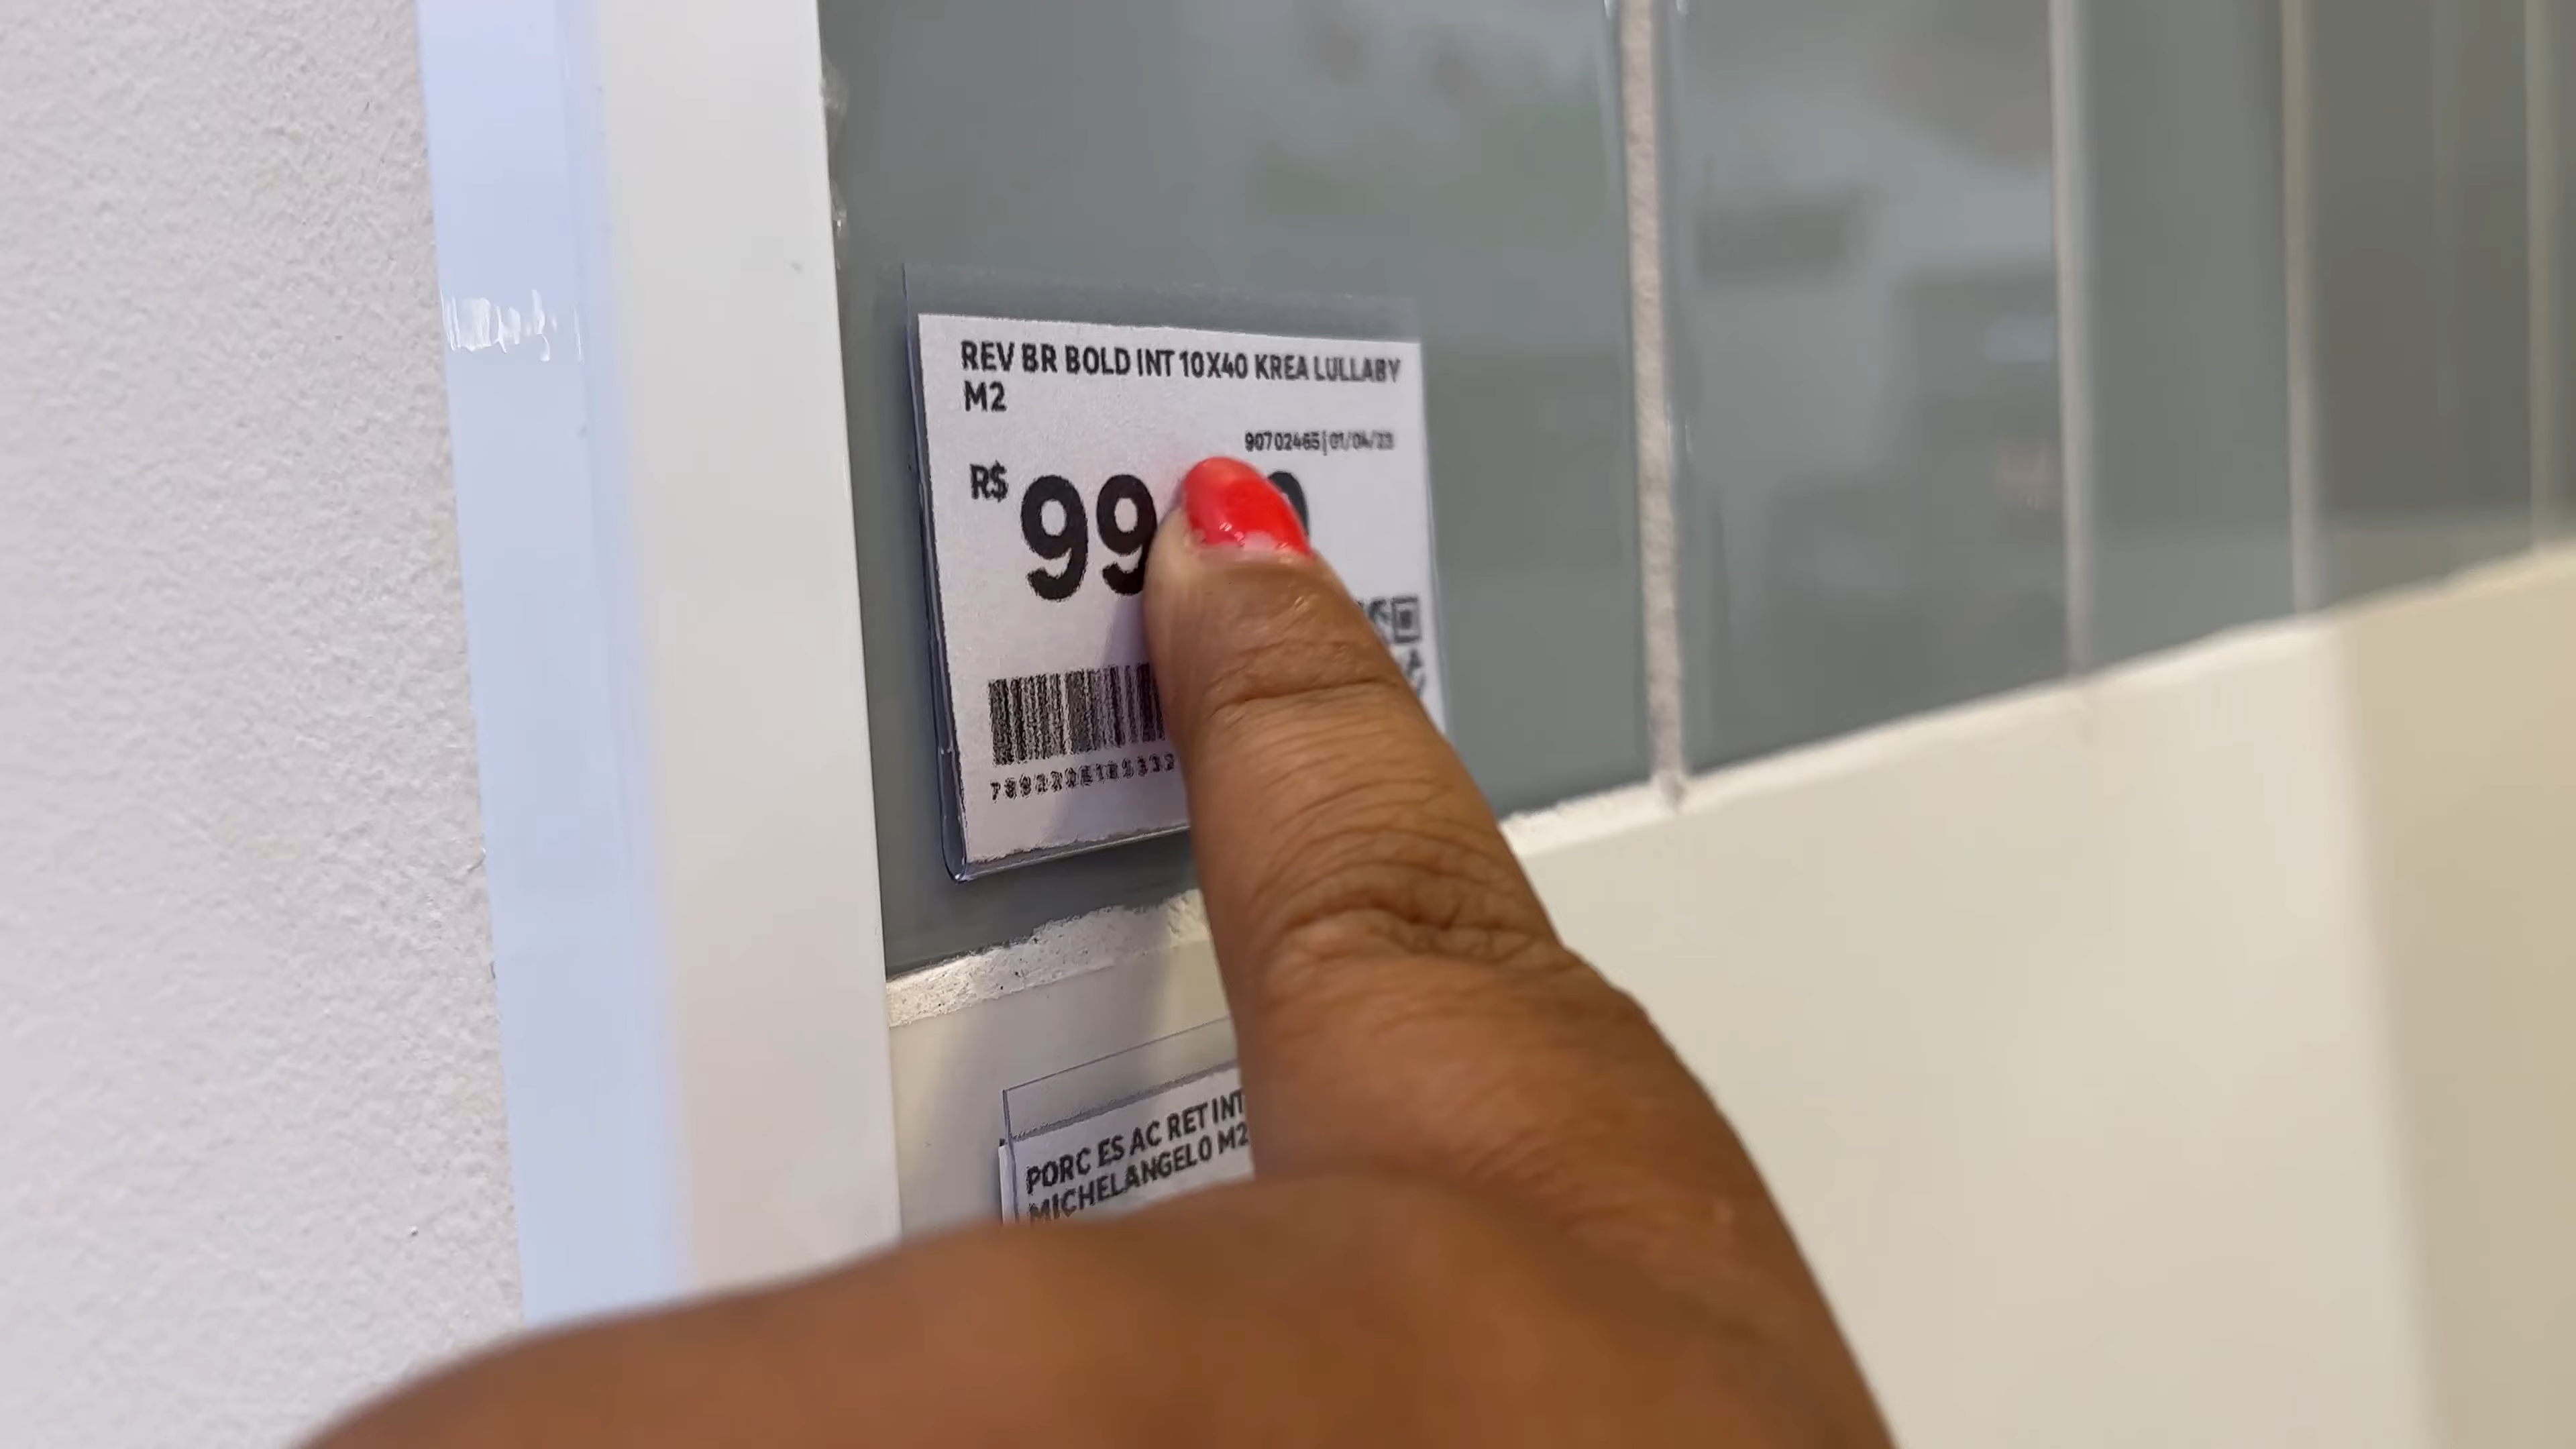 REV BR BOLD INT 10X40 KREA LULLABY
M2
90702465|01/04/23
R$ 99
PORC ES AC RET INT
MICHELANGELO M2